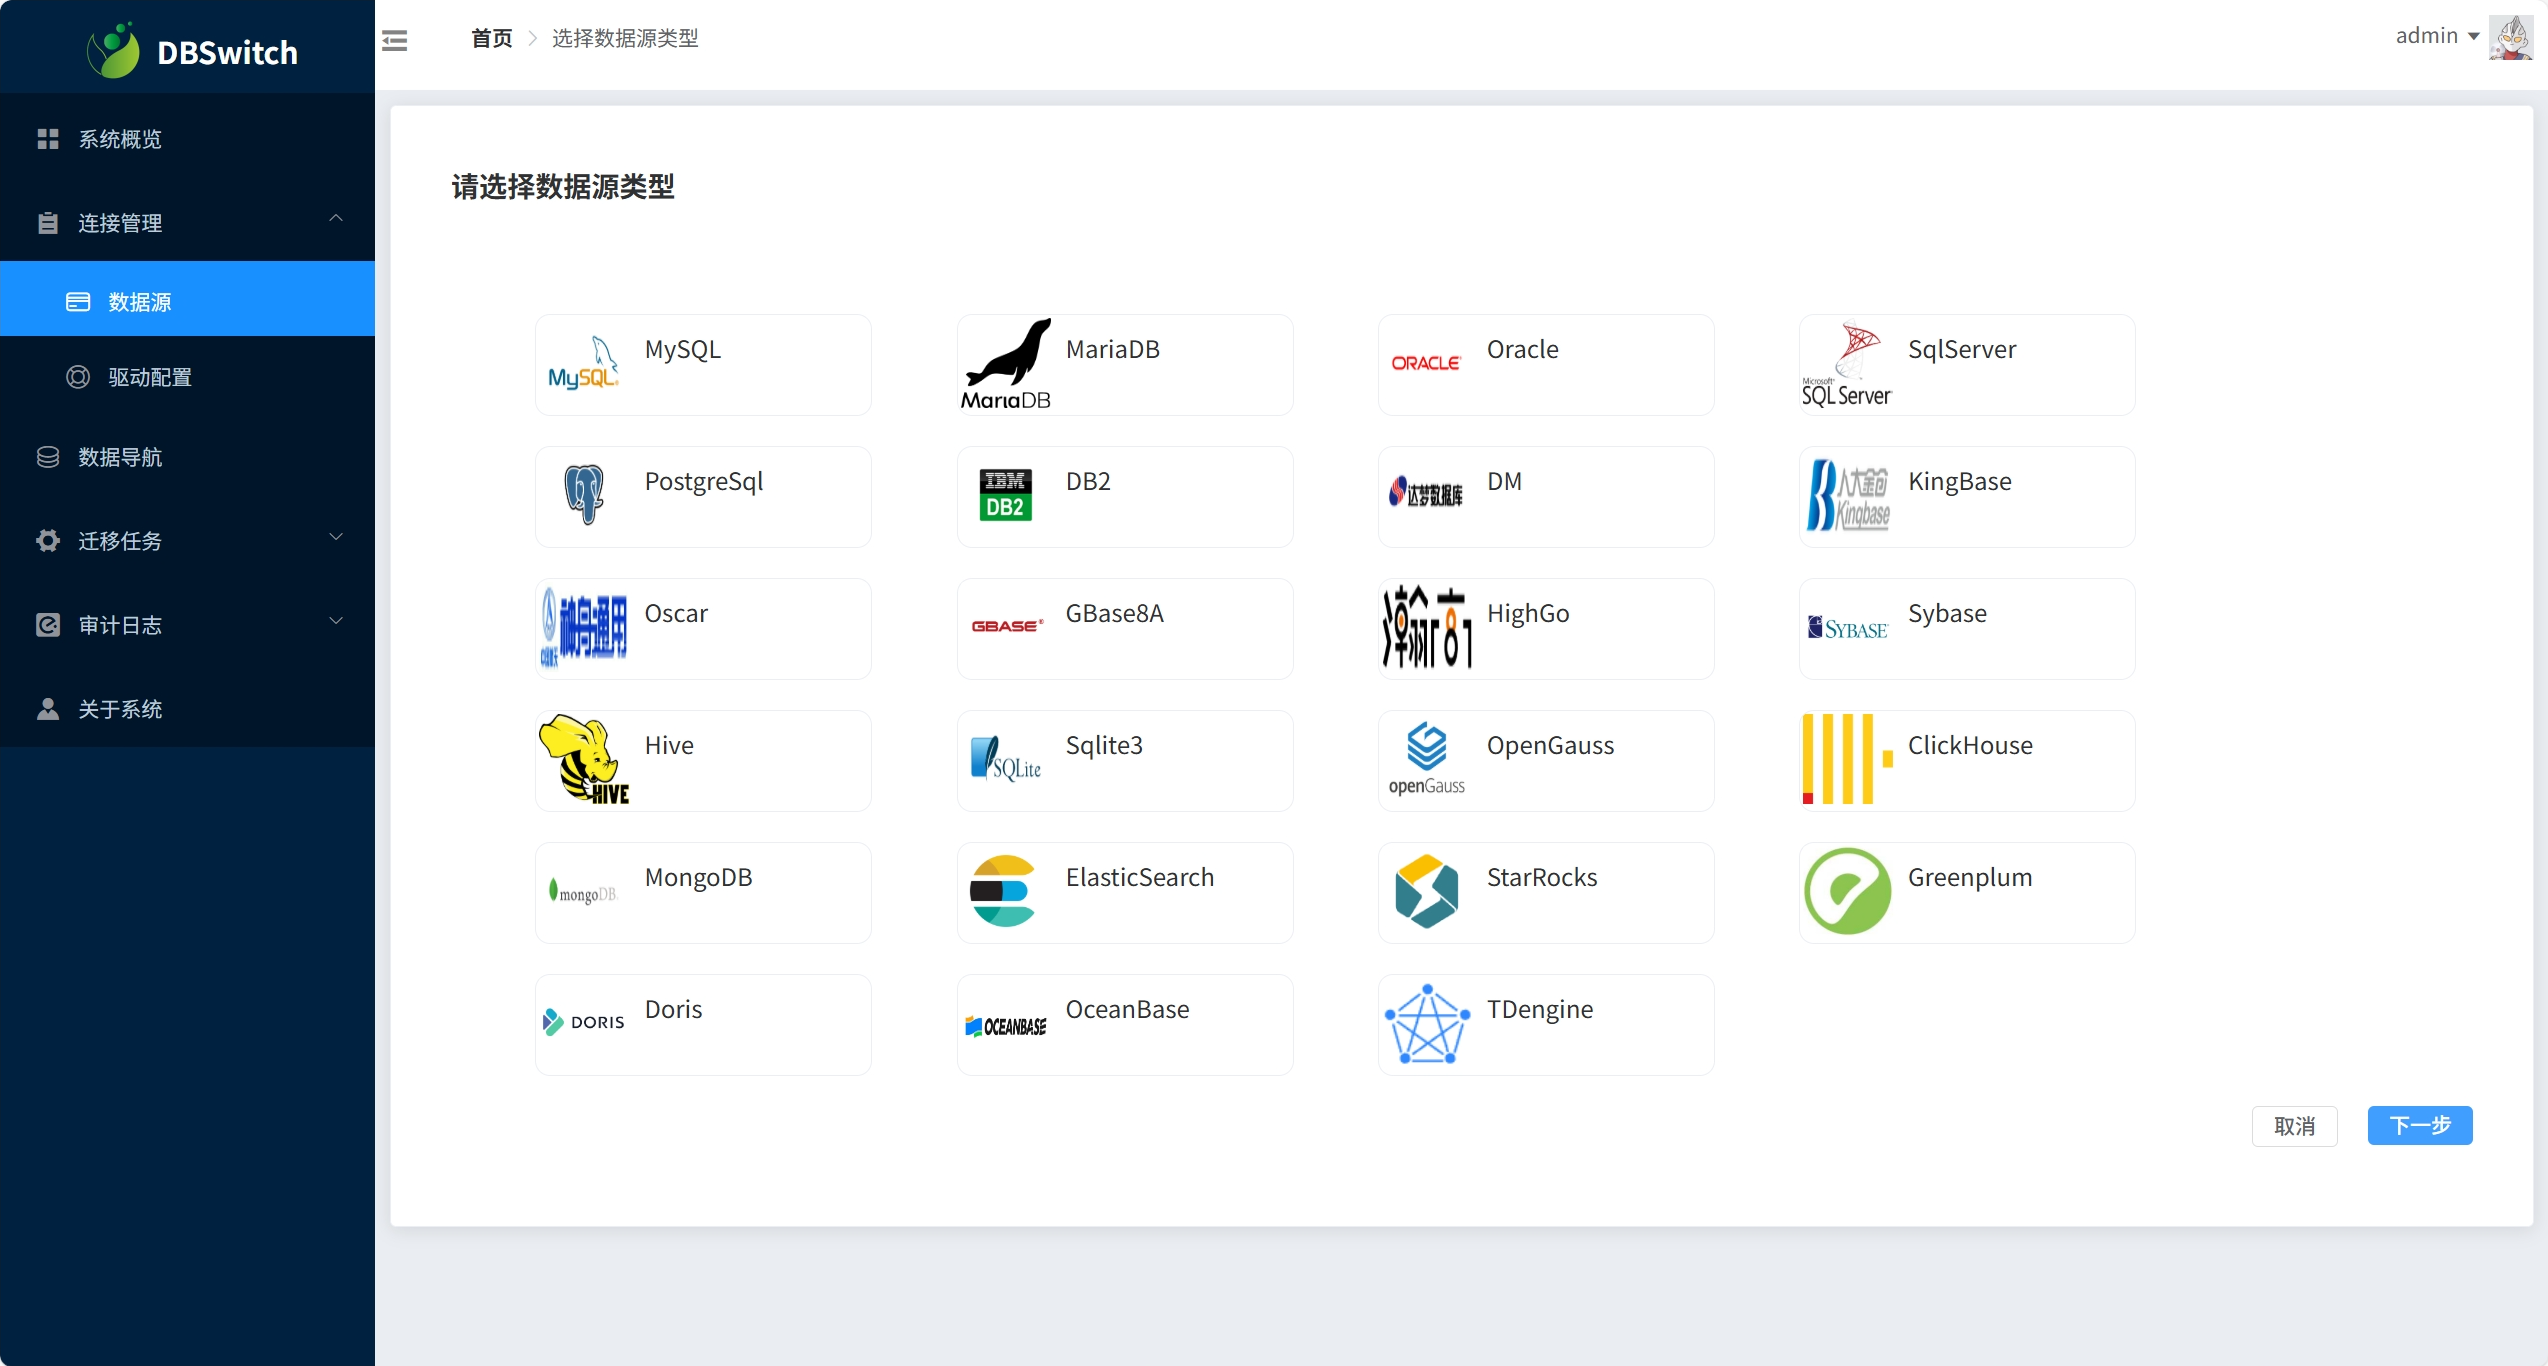 DBSwitch
首页
选择数据源类型
admin
系统概览
连接管理
数据源
驱动配置
数据导航
迁移任务
审计日志
关于系统
请选择数据源类型
MySQL.
MySQL
MariaDB
MariaDB
ORACLE
Oracle
Microsoft
SQL Server
SqlServer
PostgreSql
IBM
DB2
DB2
达梦数据库
DM
人大金仓
Kingbase
KingBase
神舟通用
Oscar
GBASE®
GBase8A
瀚高
HighGo
SYBASE
Sybase
HIVE
Hive
SQLite
Sqlite3
openGauss
OpenGauss
ClickHouse
mongoDB.
MongoDB
ElasticSearch
StarRocks
Greenplum
DORIS
Doris
OCEANBASE
OceanBase
TDengine
取消
下一步